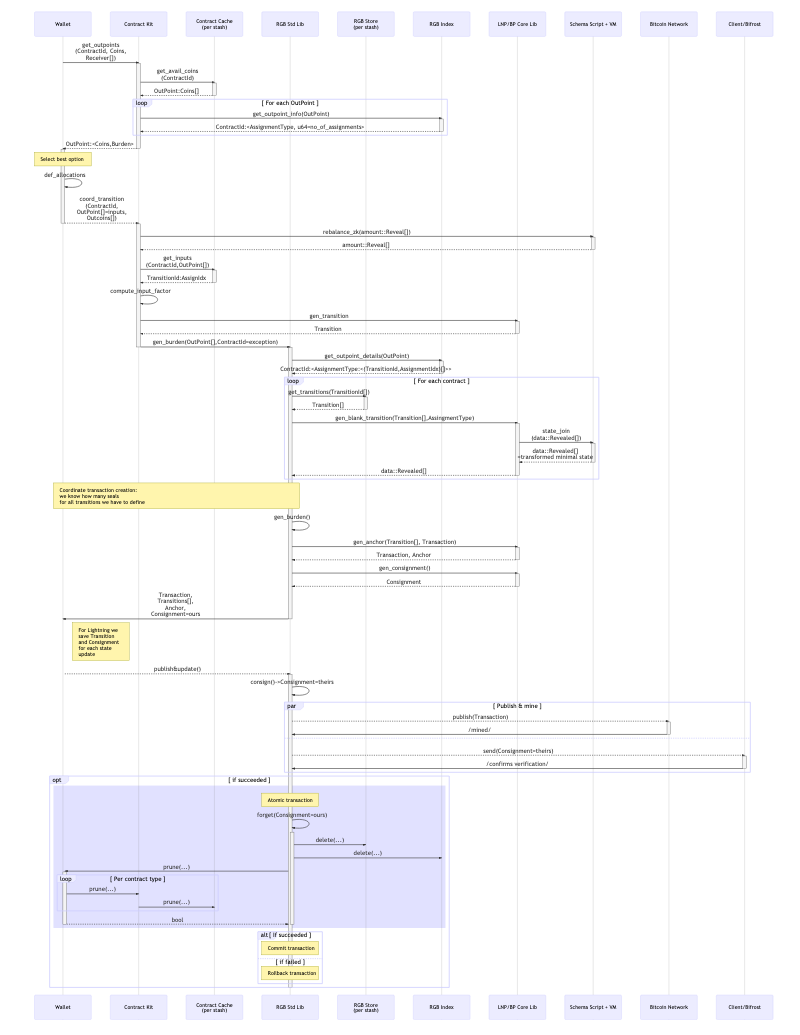 Wallet
Contract Kit
Contract Cache
(per stash)
RGB Std Lib
RGB Store
(per stash)
RGB Index
LNP/BP Core Lib
Schema Script + VM
Bitcoin Network
Client/Bifrost
get_outpoints
(ContractId, Coins,
Receiver[])
get_avail_coins
(ContractId)
OutPoint:Coins[]
loop
[ For each OutPoint ]
get_outpoint_info(OutPoint)
ContractId:<AssignmentType, u64=no_of_assignments>
OutPoint:<Coins,Burden>
Select best option
def_allocations
coord_transition
(ContractId,
OutPoint[]=inputs,
Outcoins[])
rebalance_zk(amount::Reveal[])
amount::Reveal[]
get_inputs
(ContractId,OutPoint[])
TransitionId:AssignIdx
compute_input_factor
gen_transition
Transition
gen_burden(OutPoint[],ContractId=exception)
get_outpoint_details(OutPoint)
ContractId:<AssignmentType:<(TransitionId,AssignmentIdx)[]>>
loop
[ For each contract ]
get_transitions(TransitionId[])
Transition[]
gen_blank_transition(Transition[],AssingmentType)
state_join
(data::Revealed[])
data::Revealed[]
=transformed minimal state
data::Revealed[]
Coordinate transaction creation:
we know how many seals
for all transitions we have to define
gen_burden()
gen_anchor(Transition[], Transaction)
Transaction, Anchor
gen_consignment()
Consignment
Transaction,
Transitions[],
Anchor,
Consignment=ours
For Lightning we
save Transition
and Consignment
for each state
update
publish&update()
consign()->Consignment=theirs
par
[ Publish & mine ]
publish(Transaction)
/mined/
send(Consignment=theirs)
/confirms verification/
opt
[ if succeeded ]
Atomic transaction
forget(Consignment=ours)
delete(...)
delete(...)
prune(...)
loop
[ Per contract type ]
prune(...)
prune(...)
bool
alt
[ If succeeded ]
Commit transaction
[ if failed ]
Rollback transaction
Wallet
Contract Kit
Contract Cache
(per stash)
RGB Std Lib
RGB Store
(per stash)
RGB Index
LNP/BP Core Lib
Schema Script + VM
Bitcoin Network
Client/Bifrost